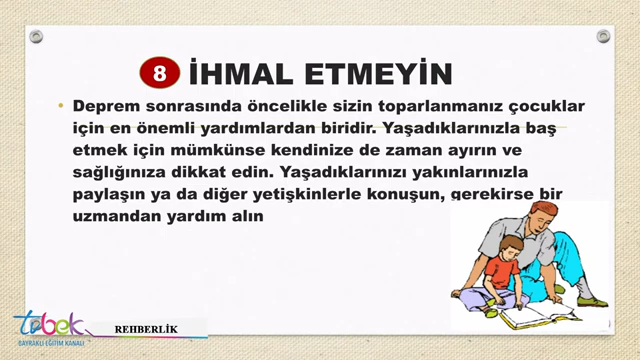 8 İHMAL ETMEYİN
• Deprem sonrasında öncelikle sizin toparlanmanız çocuklar
için en önemli yardımlardan biridir. Yaşadıklarınızla baş
etmek için mümkünse kendinize de zaman ayırın ve
sağlığınıza dikkat edin. Yaşadıklarınızı yakınlarınızla
paylaşın ya da diğer yetişkinlerle konuşun, gerekirse bir
uzmandan yardım alın
BAYRAKLI EĞİTİM KANALI
REHBERLİK